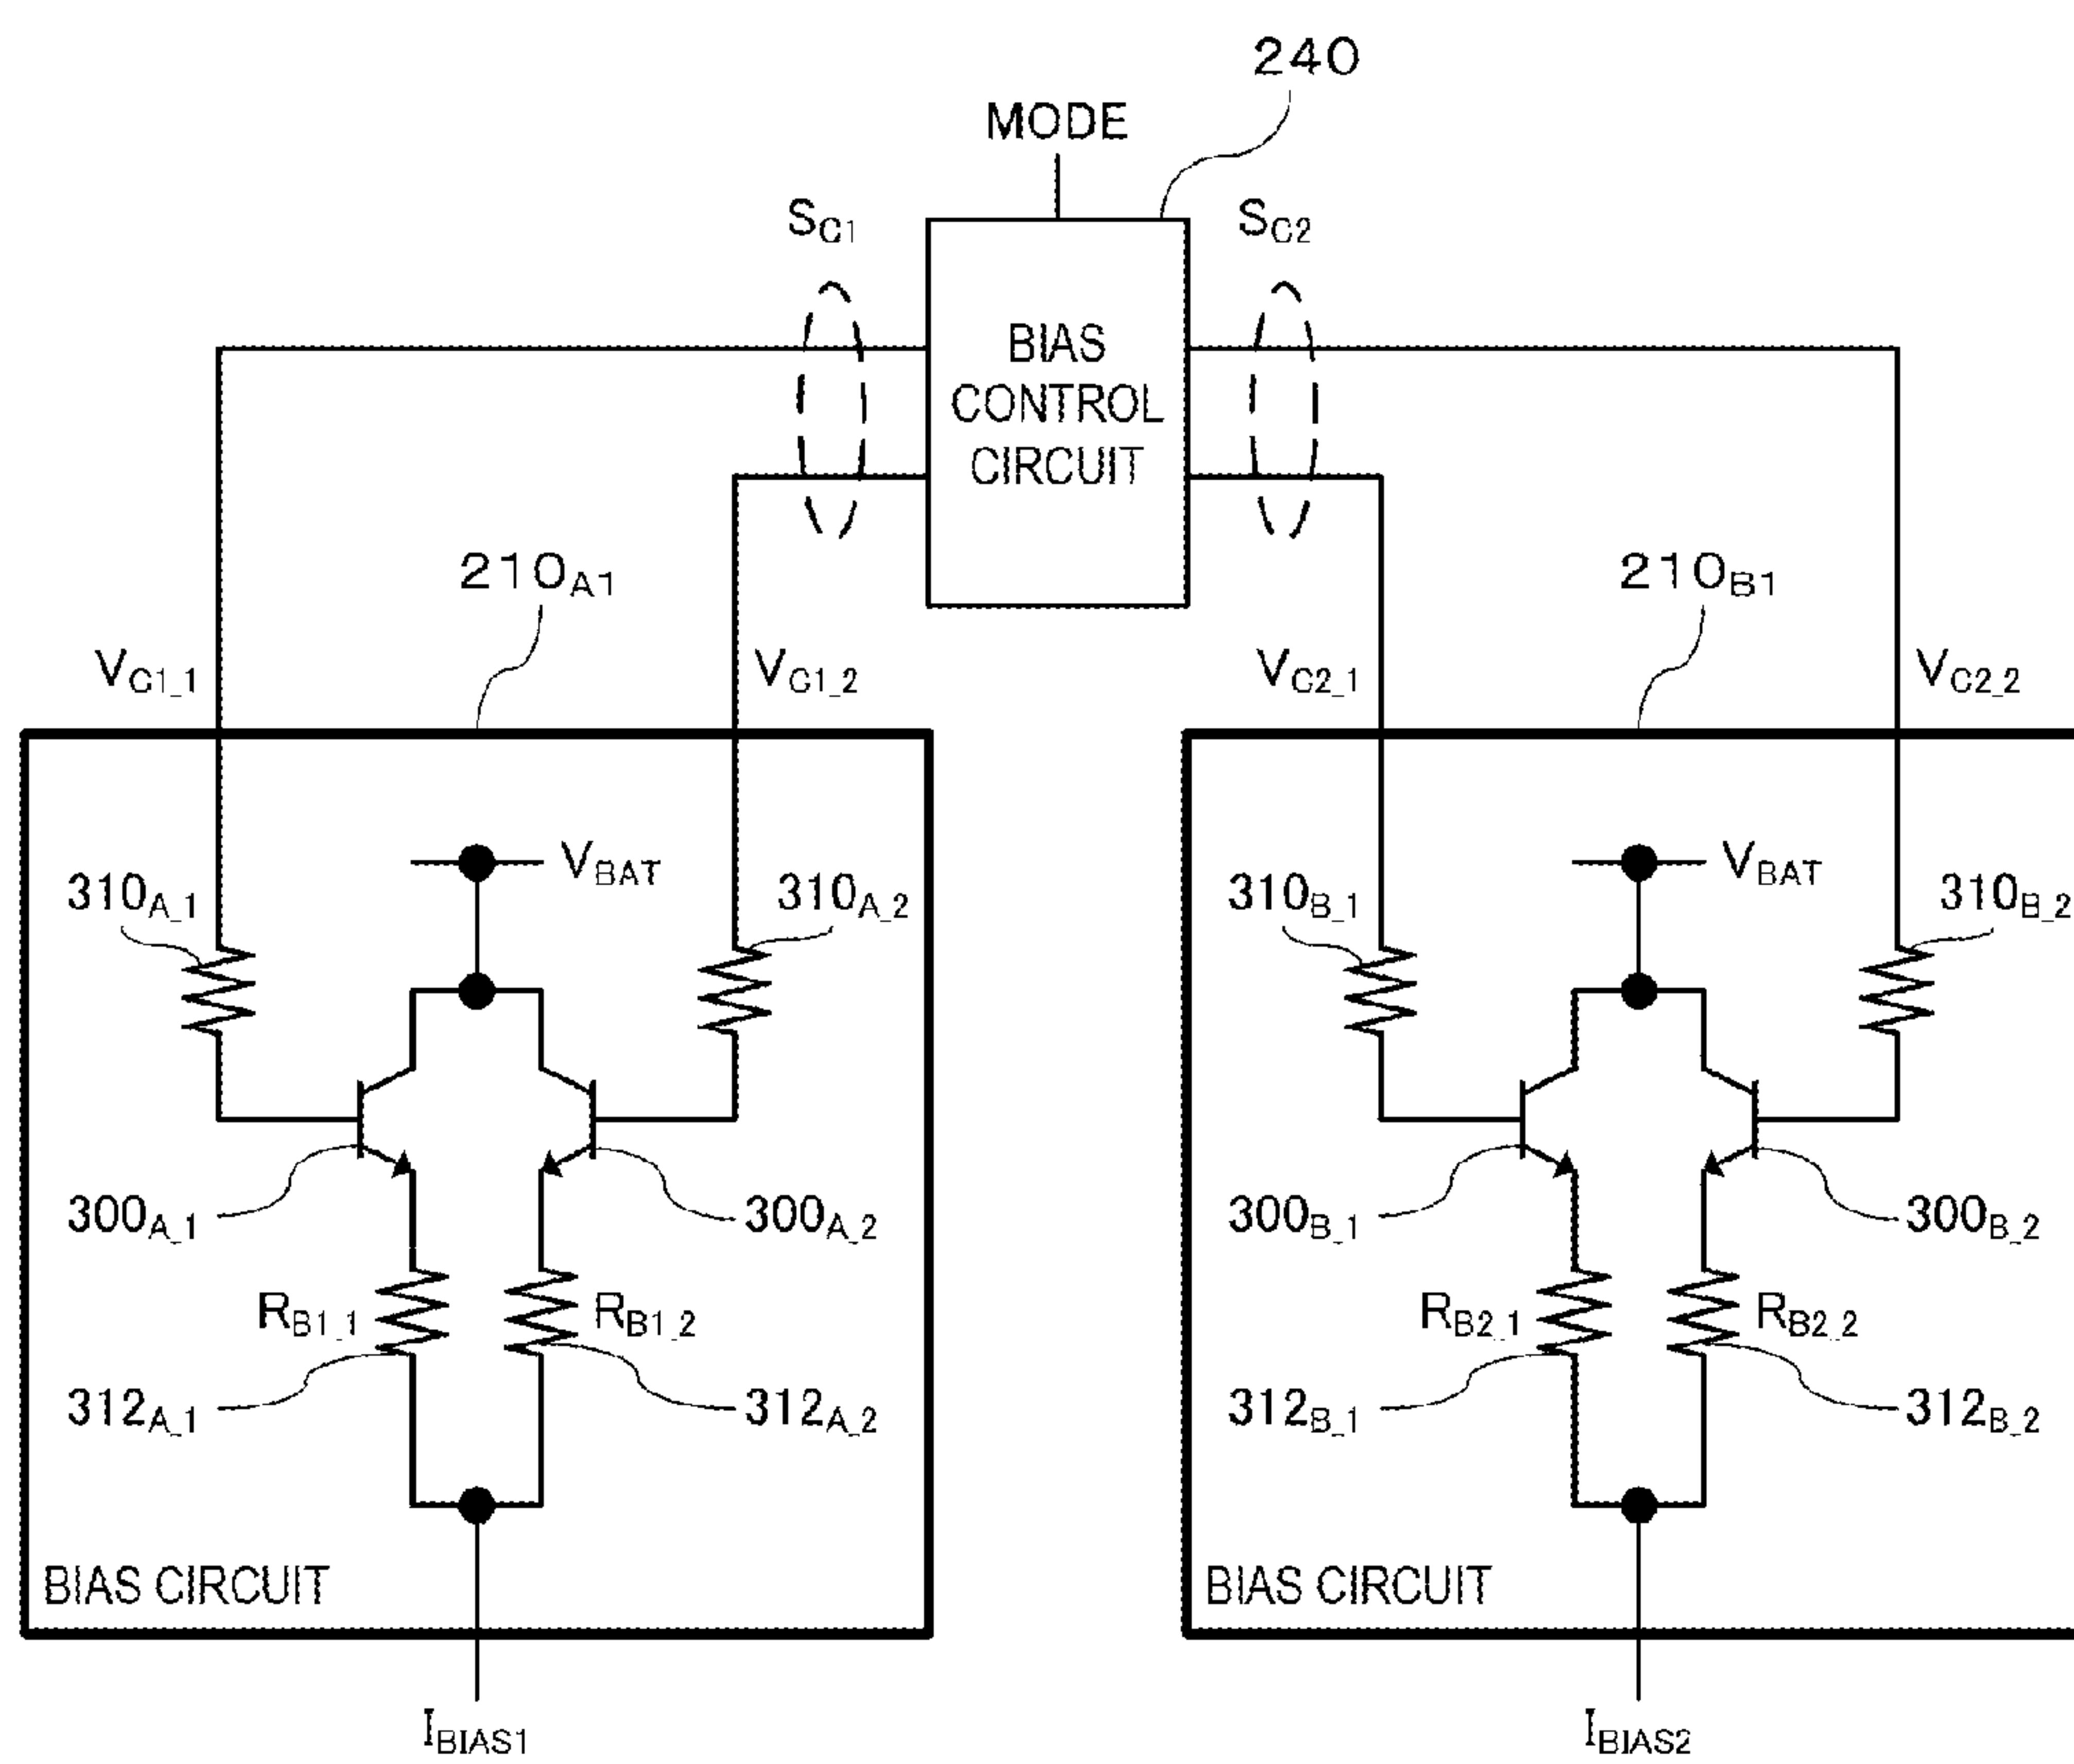 240
MODE
SC1
SC2
BIAS
CONTROL
CIRCUIT
210A1
210B1
VC1_1
VC1_2
VC2_1
VC2_2
VBAT
VBAT
310A_1
310A_2
310B_1
310B_2
300A_1
300A_2
300B_1
300B_2
RB1_1
RB1_2
RB2_1
RB2_2
312A_1
312A_2
312B_1
312B_2
BIAS CIRCUIT
BIAS CIRCUIT
IBIAS1
IBIAS2